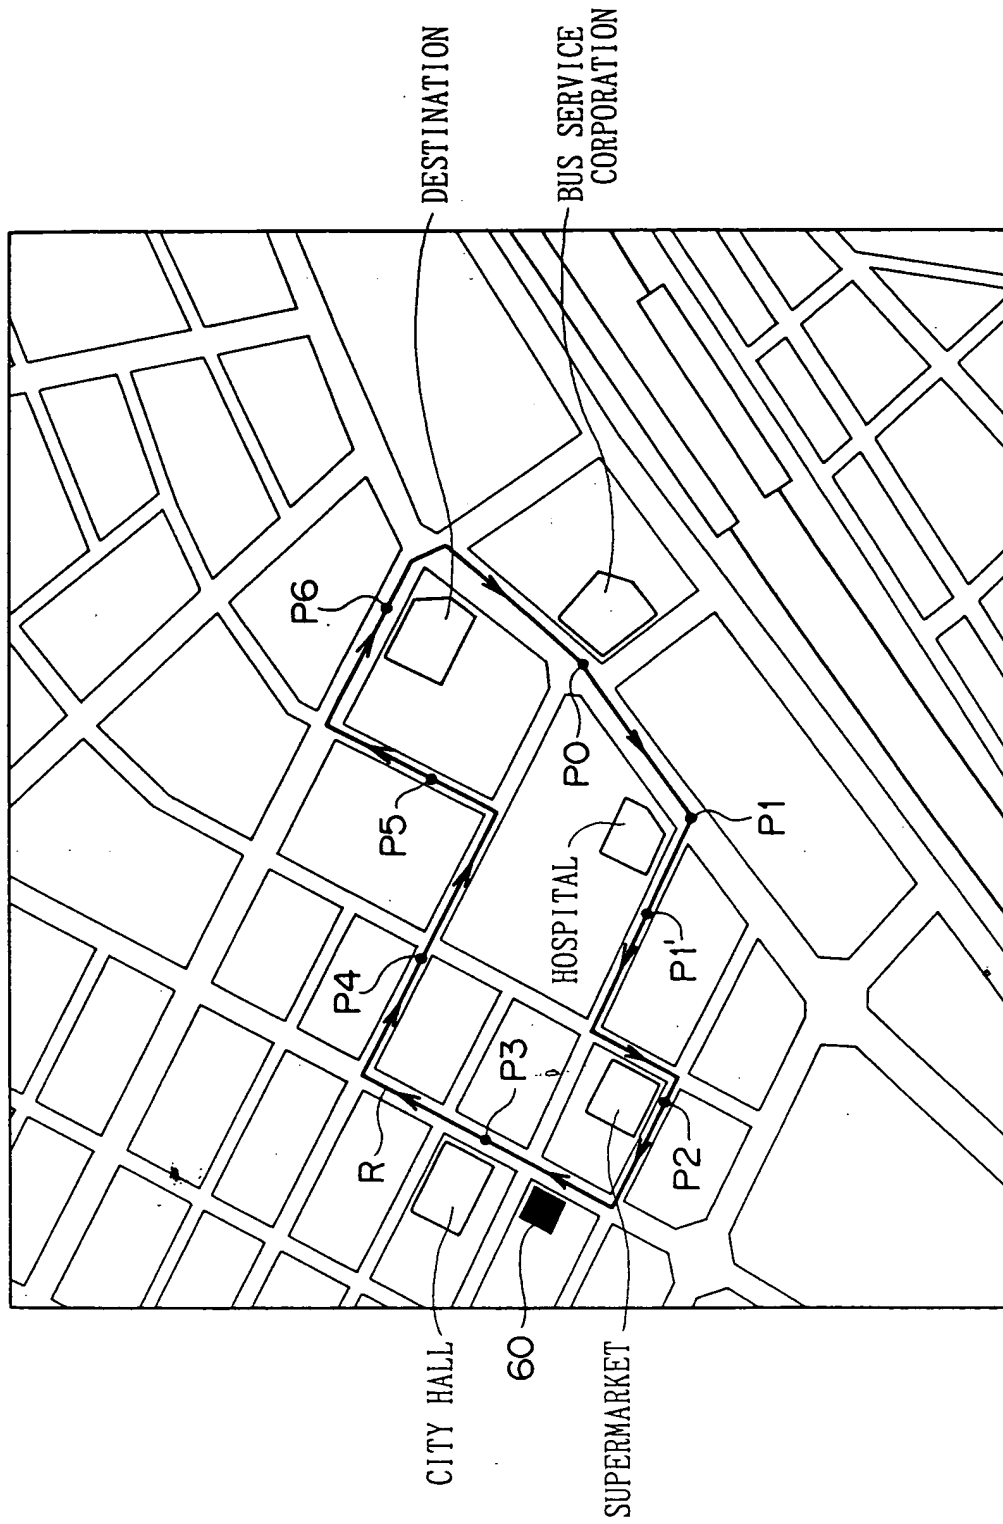 DESTINATION
BUS SERVICE
CORPORATION
P6
P5
P0
P4
HOSPITAL
P1
P1'
P3
R
P2
CITY HALL
60
SUPERMARKET